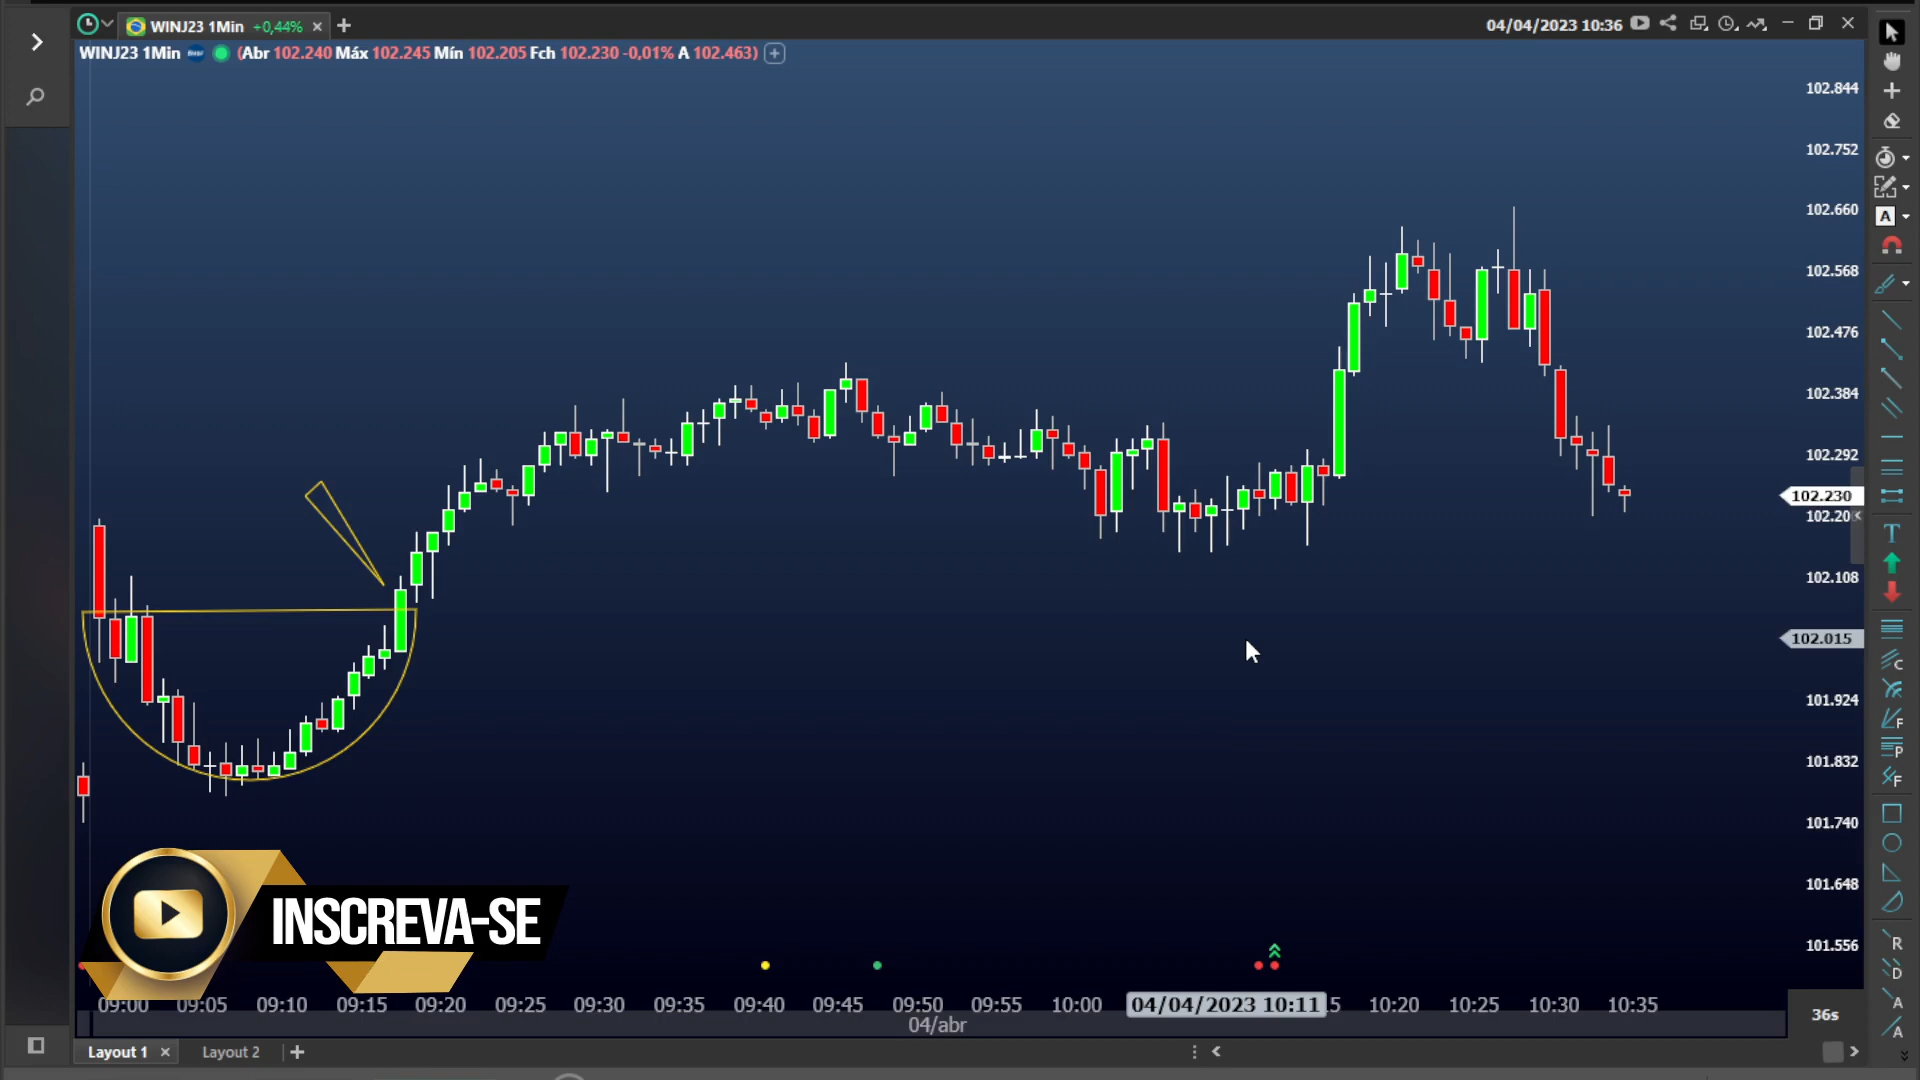 WINJ23 1Min +0,44%
04/04/2023 10:36
WINJ23 1Min (Abr 102.240 Máx 102.245 Mín 102.205 Fch 102.230 -0,01% A 102.463)
102.844
102.752
102.660
102.568
102.476
102.384
102.292
102.230
102.20
102.108
102.015
101.924
101.832
101.740
101.648
101.556
INSCREVA-SE
09:00 09:05 09:10 09:15 09:20 09:25 09:30 09:35 09:40 09:45 09:50 09:55 10:00 04/04/2023 10:11 5 10:20 10:25 10:30 10:35
36s
04/abr
Layout 1 Layout 2
A
T
C
F
P
F
R
D
A
A